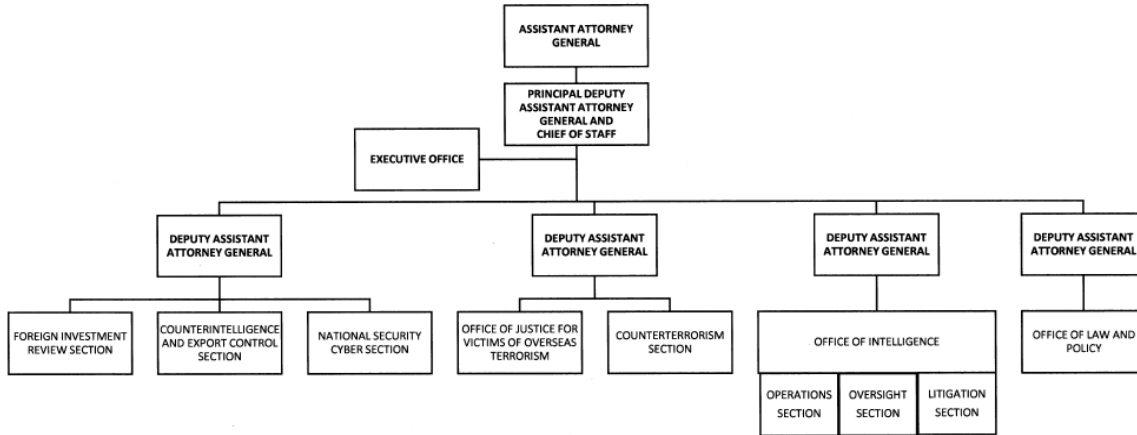 ASSISTANT ATTORNEY
GENERAL
PRINCIPAL DEPUTY
ASSISTANT ATTORNEY
GENERAL AND
CHIEF OF STAFF
EXECUTIVE OFFICE
DEPUTY ASSISTANT
ATTORNEY GENERAL
DEPUTY ASSISTANT
ATTORNEY GENERAL
DEPUTY ASSISTANT
ATTORNEY GENERAL
DEPUTY ASSISTANT
ATTORNEY GENERAL
FOREIGN INVESTMENT
REVIEW SECTION
COUNTERINTELLIGENCE
AND EXPORT CONTROL
SECTION
NATIONAL SECURITY
CYBER SECTION
OFFICE OF JUSTICE FOR
VICTIMS OF OVERSEAS
TERRORISM
COUNTERTERRORISM
SECTION
OFFICE OF INTELLIGENCE
OFFICE OF LAW AND
POLICY
OPERATIONS
SECTION
OVERSIGHT
SECTION
LITIGATION
SECTION